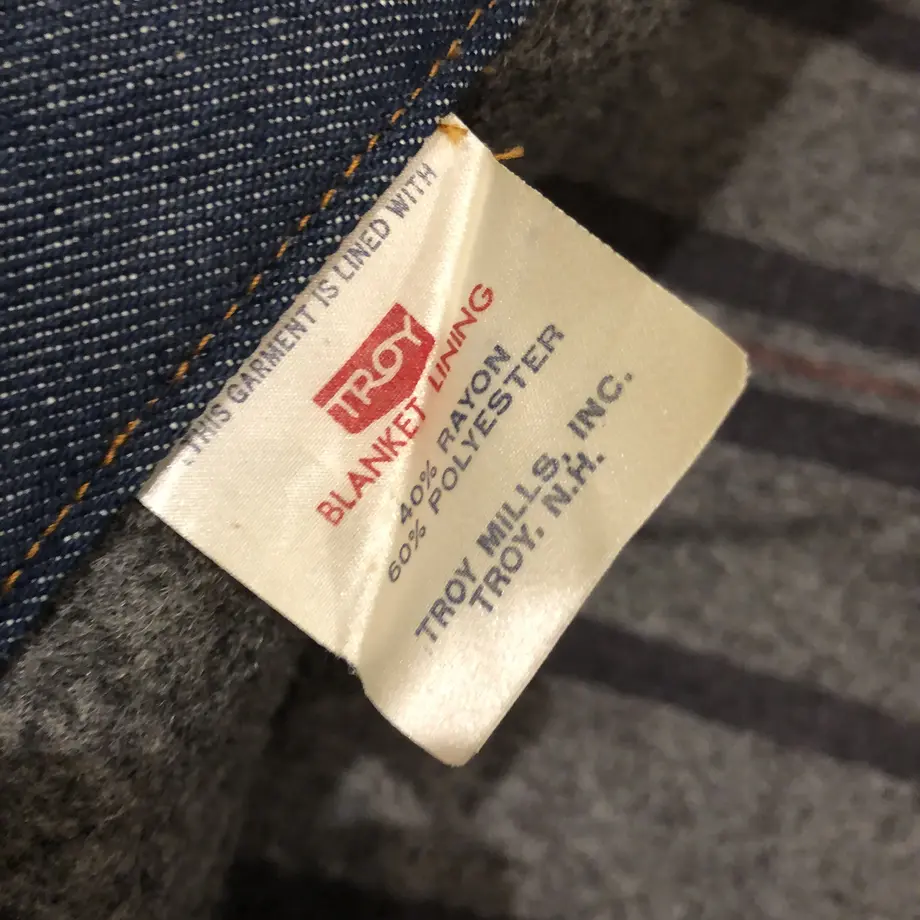 THIS GARMENT IS LINED WITH
TROY
BLANKET LINING
40% RAYON
60% POLYESTER
TROY MILLS, INC.
TROY. N.H.